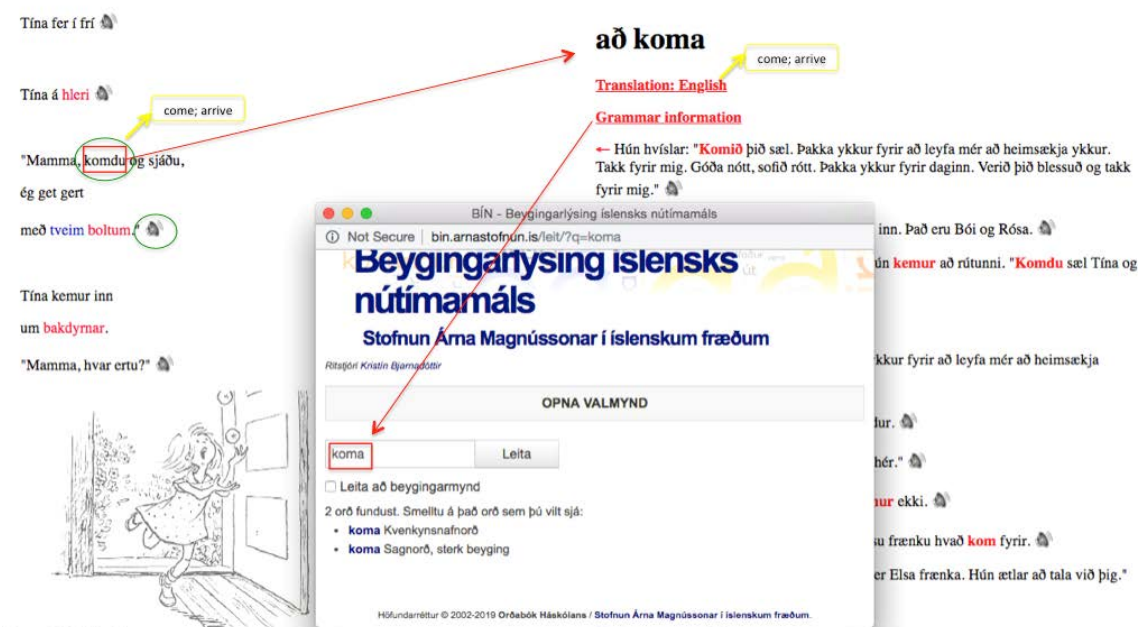 Tína fer í frí
Tína á hleri
come; arrive
"Mamma, komdu og sjáðu,
ég get gert
með tveim boltum."
Tína kemur inn
um bakdyrnar.
"Mamma, hvar ertu?"
að koma
come; arrive
Translation: English
Grammar information
← Hún hvíslar: "Komið þið sæl. Þakka ykkur fyrir að leyfa mér að heimsækja ykkur.
Takk fyrir mig. Góða nótt, sofið rótt. Þakka ykkur fyrir daginn. Verið þið blessuð og takk
fyrir mig."
inn. Það eru Bói og Rósa.
kemur að rútunni. "Komdu sæl Tína og
fyrir að leyfa mér að heimsækja
hér."
ekki.
frænku hvað kom fyrir.
er Elsa frænka. Hún ætlar að tala við þig."
BÍN - Beygingarlýsing íslensks nútímamáls
Not Secure | bin.arnastofnun.is/leit/?q=koma
Beygingarlýsing íslensks
nútímamáls
Stofnun Árna Magnússonar í íslenskum fræðum
Ritstjóri Kristín Bjarnadóttir
OPNA VALMYND
koma Leita
Leita að beygingarmynd
2 orð fundust. Smelltu á það orð sem þú vilt sjá:
• koma Kvenkynsnafnorð
• koma Sagnorð, sterk beyging
Höfundarréttur © 2002-2019 Orðabók Háskólans / Stofnun Árna Magnússonar í íslenskum fræðum.